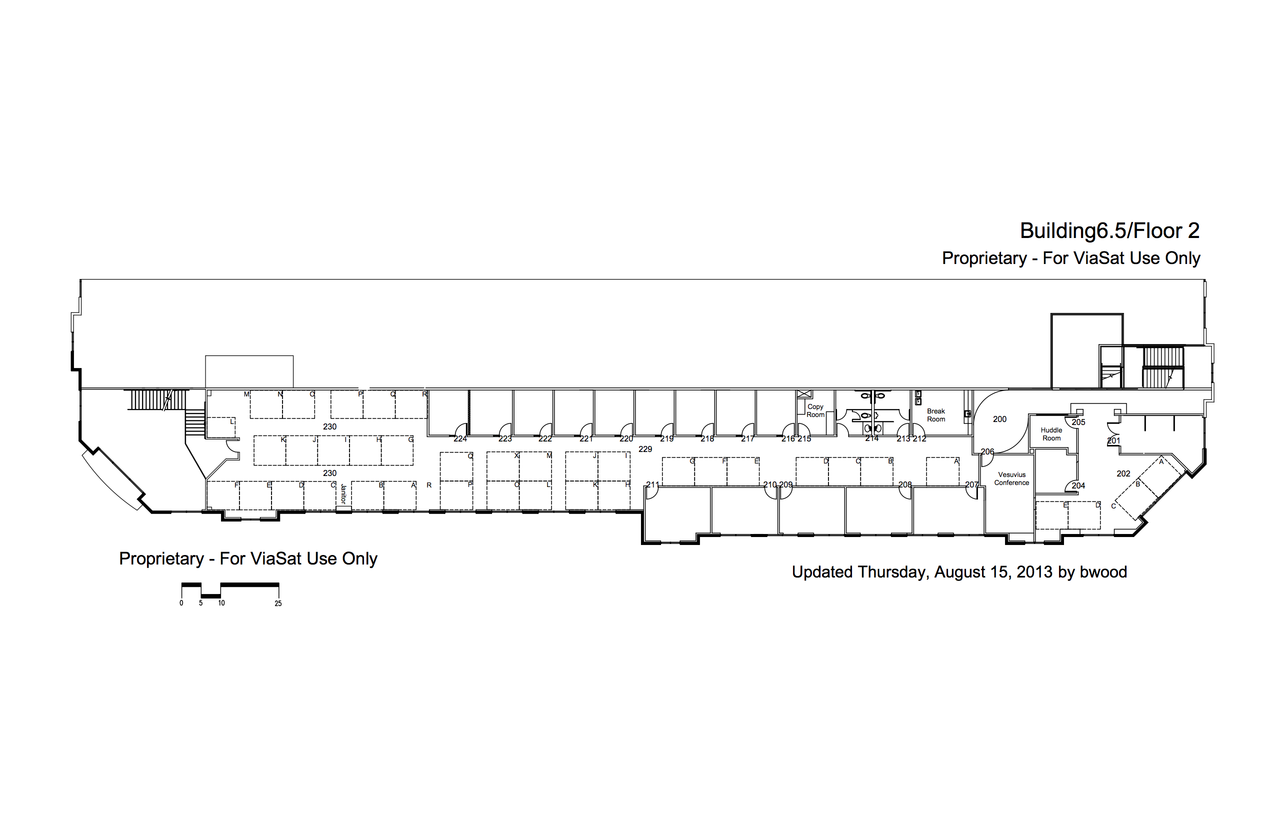 Building6.5/Floor 2
Proprietary - For ViaSat Use Only
M N O P Q R
L
230
K J I H G
230
F E D C Janitor B A R
Q X M J I
P O L K H
224 223 222 221 220 219 218 217 216 215 214 213 212
229
Copy
Room
Break
Room
200
Huddle
Room
205
201
206
Vesuvius
Conference
G F E D C B A
211 210 209 208 207
204
202
A
B
C
E D
Proprietary - For ViaSat Use Only
0 5 10 25
Updated Thursday, August 15, 2013 by bwood